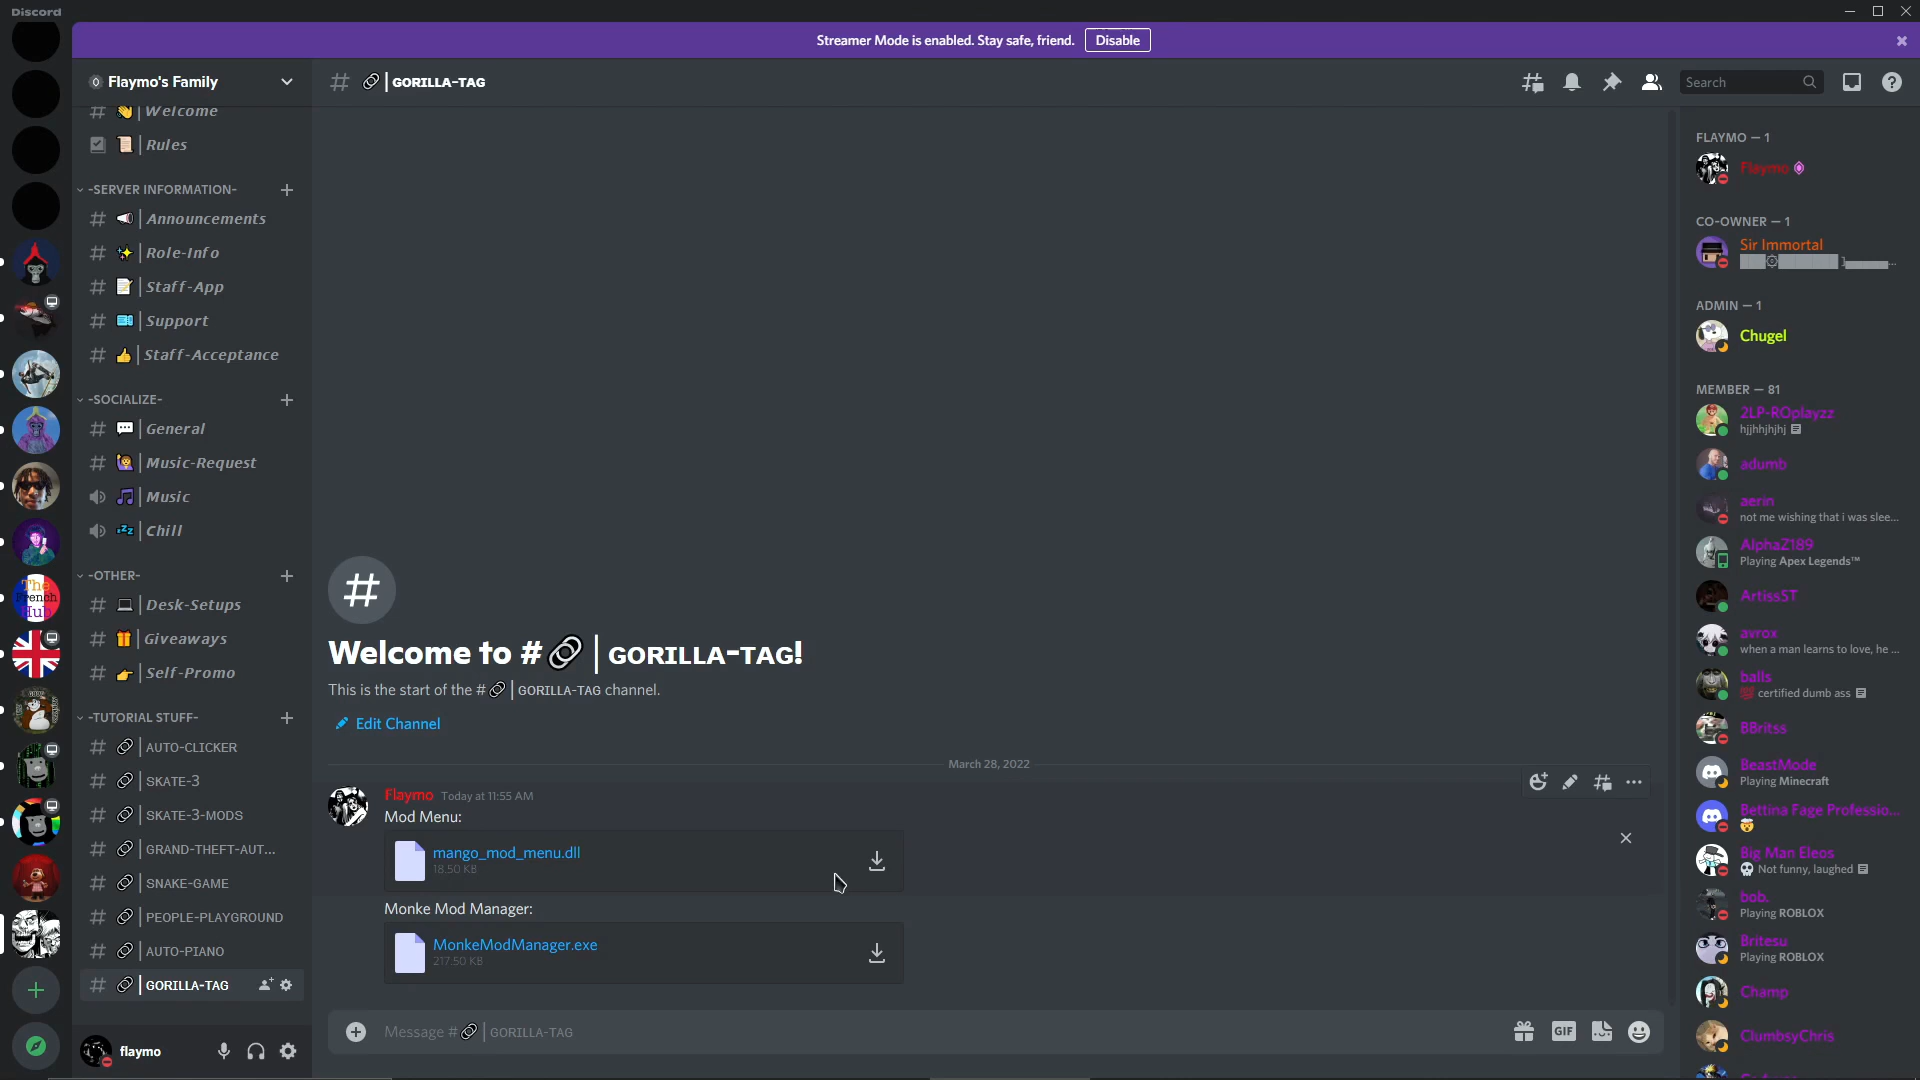 Discord
Streamer Mode is enabled. Stay safe, friend. Disable
Flaymo's Family
Welcome
Rules
-SERVER INFORMATION-
Announcements
Role-Info
Staff-App
Support
Staff-Acceptance
-SOCIALIZE-
General
Music-Request
Music
Chill
-OTHER-
Desk-Setups
Giveaways
Self-Promo
-TUTORIAL STUFF-
AUTO-CLICKER
SKATE-3
SKATE-3-MODS
GRAND-THEFT-AUT...
SNAKE-GAME
PEOPLE-PLAYGROUND
AUTO-PIANO
GORILLA-TAG
flaymo
The French Hub
# | GORILLA-TAG
Search
Welcome to # | GORILLA-TAG!
This is the start of the # | GORILLA-TAG channel.
Edit Channel
March 28, 2022
Flaymo Today at 11:55 AM
Mod Menu:
mango_mod_menu.dll
18.50 KB
Monke Mod Manager:
MonkeModManager.exe
217.50 KB
Message # | GORILLA-TAG
GIF
FLAYMO — 1
Flaymo
CO-OWNER — 1
Sir Immortal
ADMIN — 1
Chugel
MEMBER — 81
2LP-ROplayzz
hjjhhjhjhj
adumb
aerin
not me wishing that i was slee...
AlphaZ189
Playing Apex Legends™
ArtissST
avrox
when a man learns to love, he ...
balls
💯 certified dumb ass
BBritss
BeastMode
Playing Minecraft
Bettina Fage Professio...
🤯
Big Man Eleos
💀 Not funny, laughed
bob.
Playing ROBLOX
Britesu
Playing ROBLOX
Champ
ClumbsyChris